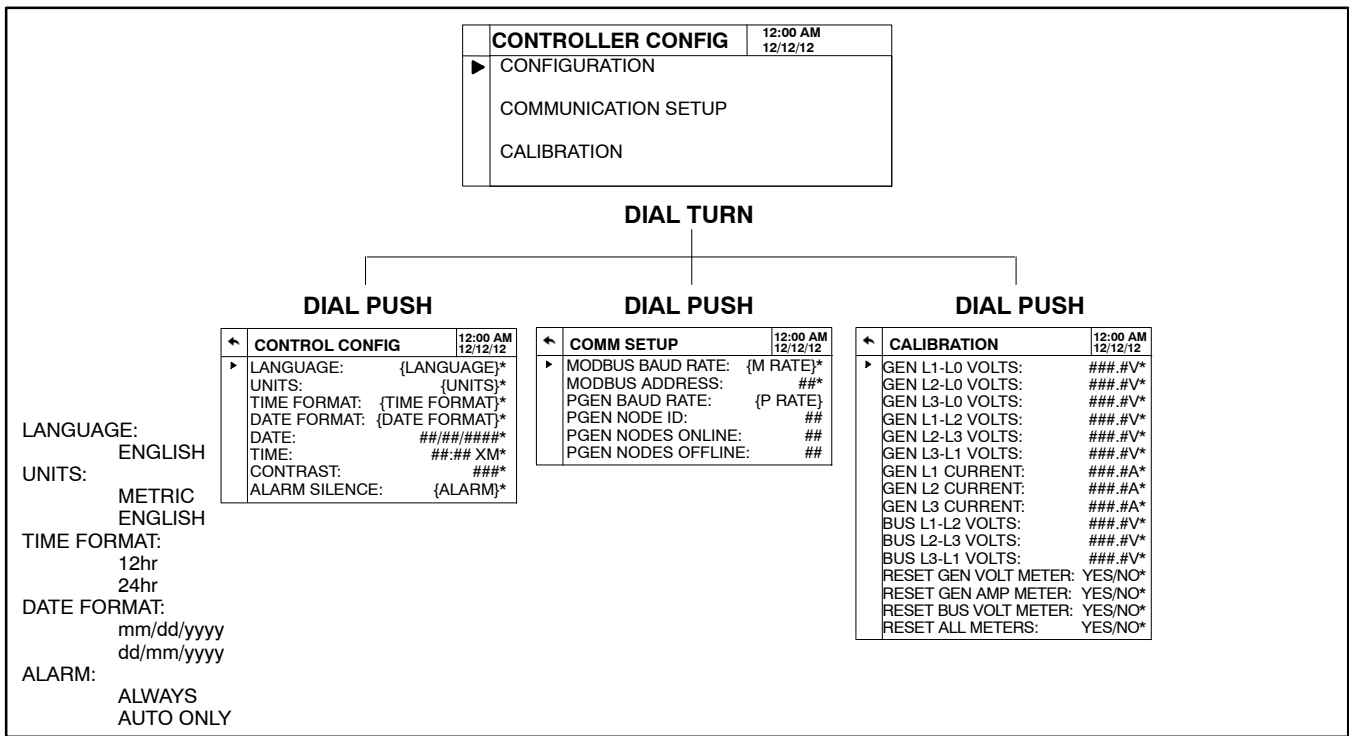 CONTROLLER CONFIG 12:00 AM
12/12/12
CONFIGURATION
COMMUNICATION SETUP
CALIBRATION
DIAL TURN
DIAL PUSH
CONTROL CONFIG 12:00 AM
12/12/12
LANGUAGE: {LANGUAGE}*
UNITS: {UNITS}*
TIME FORMAT: {TIME FORMAT}*
DATE FORMAT: {DATE FORMAT}*
DATE: ##/##/####*
TIME: ##:## XM*
CONTRAST: ###*
ALARM SILENCE: {ALARM}*
DIAL PUSH
COMM SETUP 12:00 AM
12/12/12
MODBUS BAUD RATE: {M RATE}*
MODBUS ADDRESS: ##*
PGEN BAUD RATE: {P RATE}
PGEN NODE ID: ##
PGEN NODES ONLINE: ##
PGEN NODES OFFLINE: ##
DIAL PUSH
CALIBRATION 12:00 AM
12/12/12
GEN L1-L0 VOLTS: ###.#V*
GEN L2-L0 VOLTS: ###.#V*
GEN L3-L0 VOLTS: ###.#V*
GEN L1-L2 VOLTS: ###.#V*
GEN L2-L3 VOLTS: ###.#V*
GEN L3-L1 VOLTS: ###.#V*
GEN L1 CURRENT: ###.#A*
GEN L2 CURRENT: ###.#A*
GEN L3 CURRENT: ###.#A*
BUS L1-L2 VOLTS: ###.#V*
BUS L2-L3 VOLTS: ###.#V*
BUS L3-L1 VOLTS: ###.#V*
RESET GEN VOLT METER: YES/NO*
RESET GEN AMP METER: YES/NO*
RESET BUS VOLT METER: YES/NO*
RESET ALL METERS: YES/NO*
LANGUAGE:
ENGLISH
UNITS:
METRIC
ENGLISH
TIME FORMAT:
12hr
24hr
DATE FORMAT:
mm/dd/yyyy
dd/mm/yyyy
ALARM:
ALWAYS
AUTO ONLY